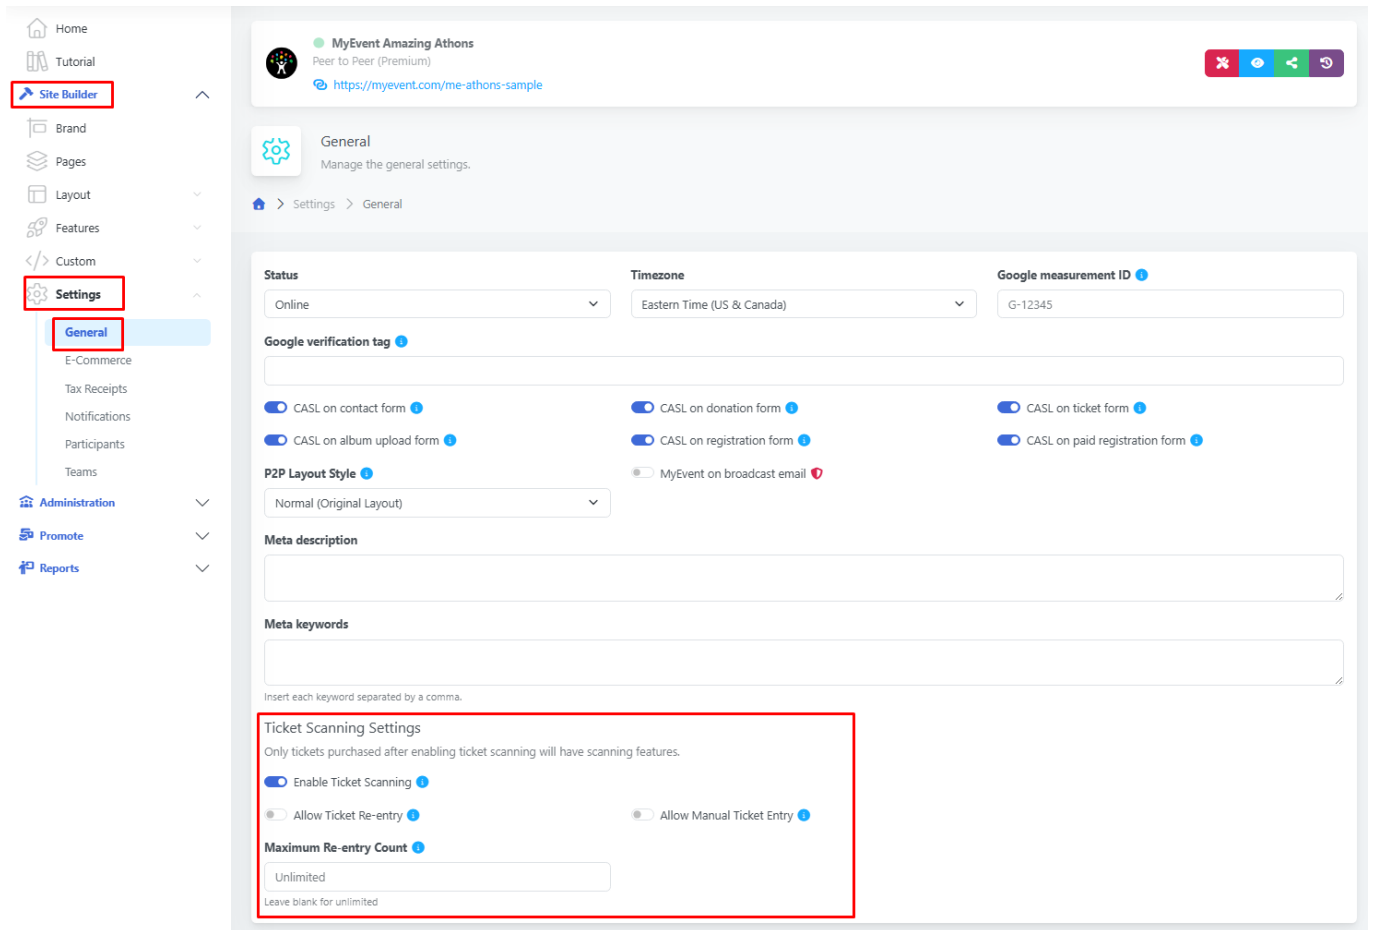 Home
Tutorial
Site Builder
Brand
Pages
Layout
Features
Custom
Settings
General
E-Commerce
Tax Receipts
Notifications
Participants
Teams
Administration
Promote
Reports
MyEvent Amazing Athons
Peer to Peer (Premium)
https://myevent.com/me-athons-sample
General
Manage the general settings.
Settings > General
Status
Timezone
Google measurement ID
Online
Eastern Time (US & Canada)
G-12345
Google verification tag
CASL on contact form
CASL on donation form
CASL on ticket form
CASL on album upload form
CASL on registration form
CASL on paid registration form
P2P Layout Style
MyEvent on broadcast email
Normal (Original Layout)
Meta description
Meta keywords
Insert each keyword separated by a comma.
Ticket Scanning Settings
Only tickets purchased after enabling ticket scanning will have scanning features.
Enable Ticket Scanning
Allow Ticket Re-entry
Allow Manual Ticket Entry
Maximum Re-entry Count
Unlimited
Leave blank for unlimited